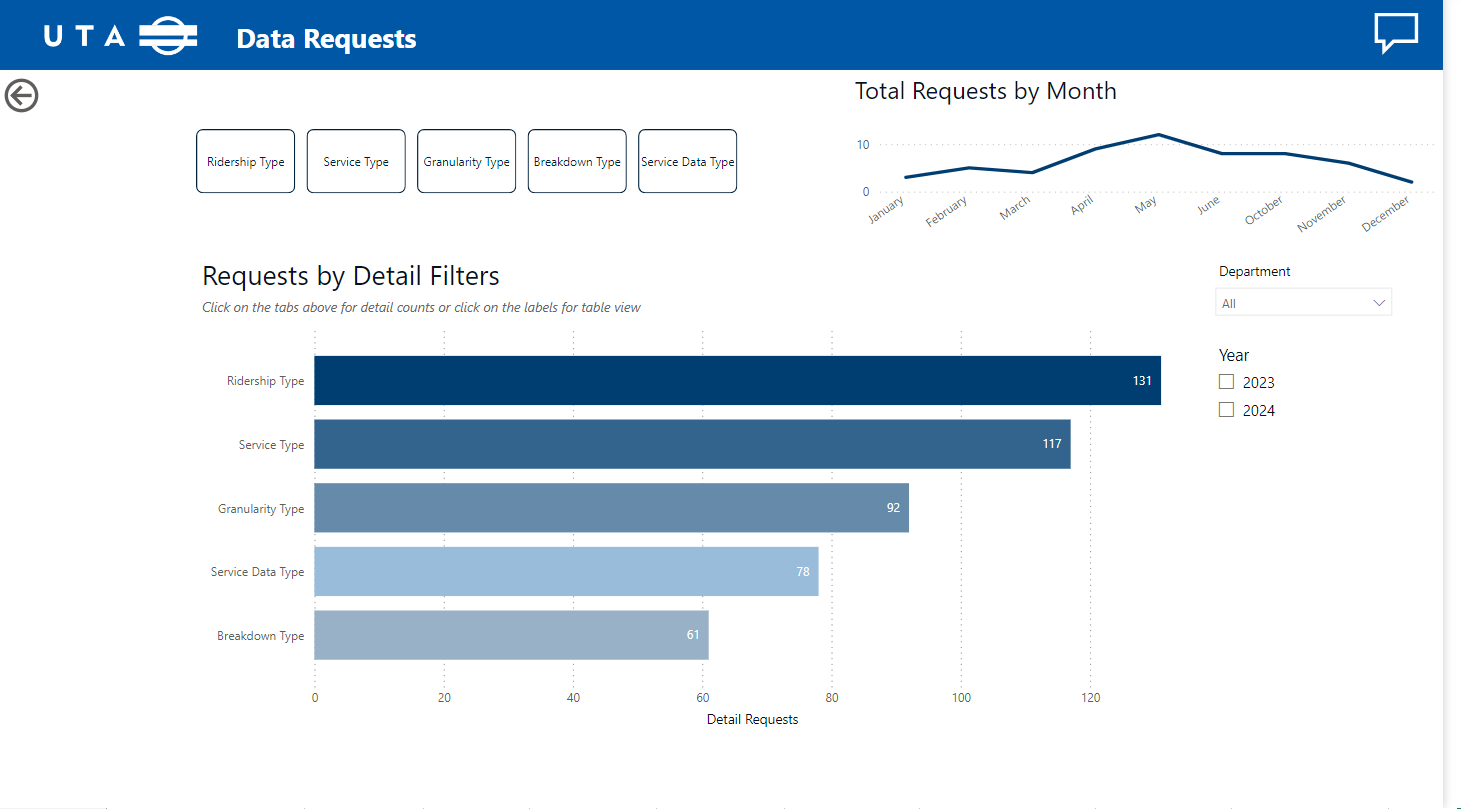 UTA
Data Requests
Total Requests by Month
10
0
January
February
March
April
May
June
October
November
December
Ridership Type
Service Type
Granularity Type
Breakdown Type
Service Data Type
Requests by Detail Filters
Click on the tabs above for detail counts or click on the labels for table view
Department
All
Year
2023
2024
Ridership Type
131
Service Type
117
Granularity Type
92
Service Data Type
78
Breakdown Type
61
0
20
40
60
80
100
120
Detail Requests